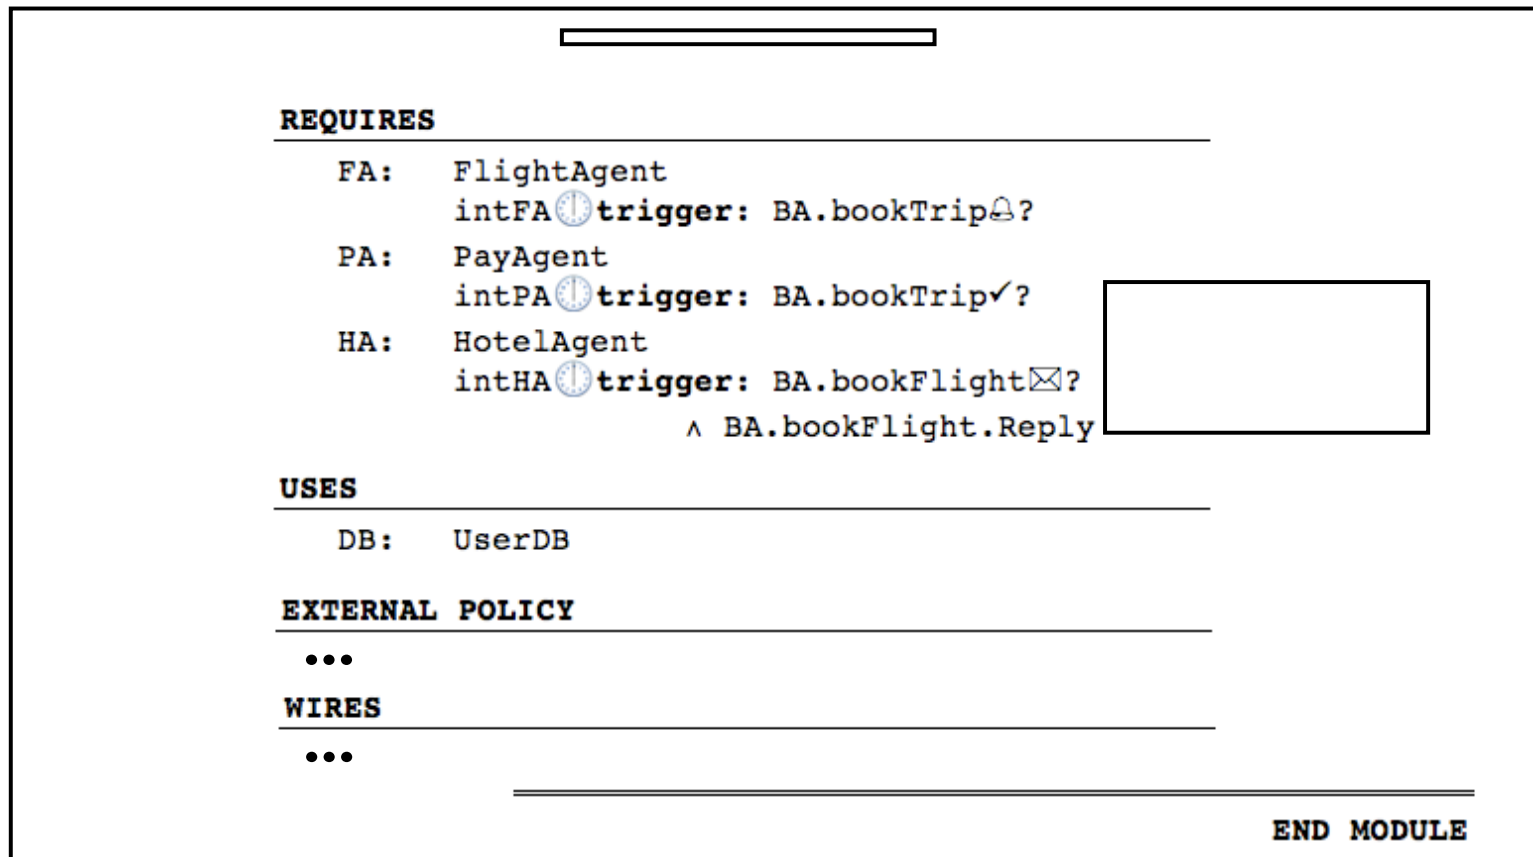 REQUIRES
FA: FlightAgent
intFA🕛trigger: BA.bookTrip🔔?
PA: PayAgent
intPA🕛trigger: BA.bookTrip✓?
HA: HotelAgent
intHA🕛trigger: BA.bookFlight✉?
∧ BA.bookFlight.Reply
USES
DB: UserDB
EXTERNAL POLICY
•••
WIRES
•••
END MODULE